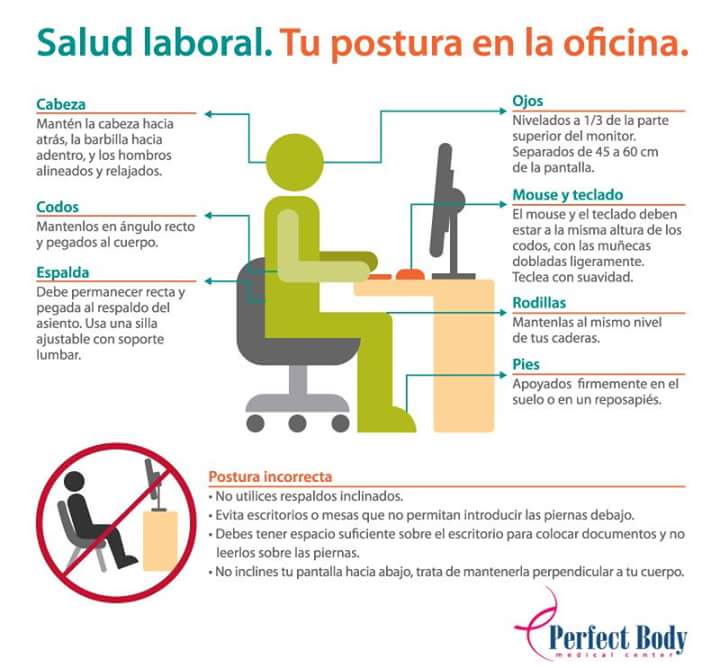 Salud laboral. Tu postura en la oficina.
Cabeza
Mantén la cabeza hacia
atrás, la barbilla hacia
adentro, y los hombros
alineados y relajados.
Codos
Mantenlos en ángulo recto
y pegados al cuerpo.
Espalda
Debe permanecer recta y
pegada al respaldo del
asiento. Usa una silla
ajustable con soporte
lumbar.
Ojos
Nivelados a 1/3 de la parte
superior del monitor.
Separados de 45 a 60 cm
de la pantalla.
Mouse y teclado
El mouse y el teclado deben
estar a la misma altura de los
codos, con las muñecas
dobladas ligeramente.
Teclea con suavidad.
Rodillas
Mantenlas al mismo nivel
de tus caderas.
Pies
Apoyados firmemente en el
suelo o en un reposapiés.
Postura incorrecta
• No utilices respaldos inclinados.
• Evita escritorios o mesas que no permitan introducir las piernas debajo.
• Debes tener espacio suficiente sobre el escritorio para colocar documentos y no
leerlos sobre las piernas.
• No inclines tu pantalla hacia abajo, trata de mantenerla perpendicular a tu cuerpo.
Perfect Body
medical center